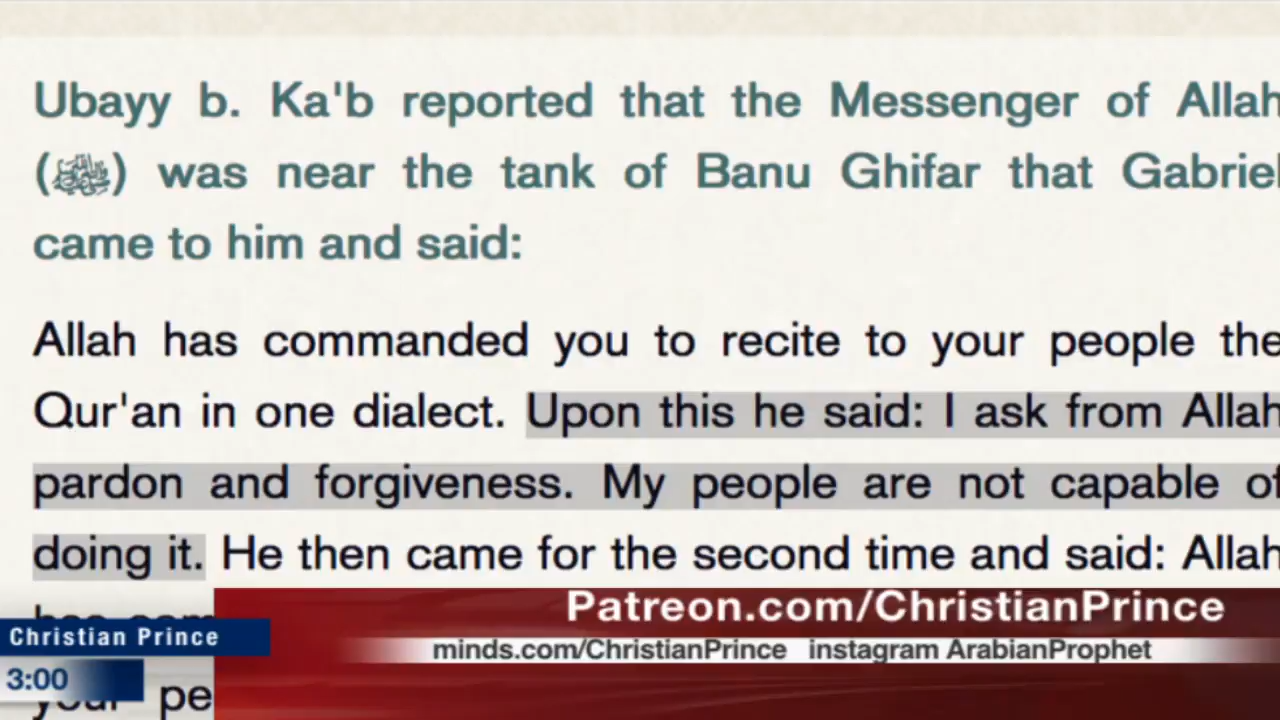 Ubayy b. Ka'b reported that the Messenger of Allah
(ﷺ) was near the tank of Banu Ghifar that Gabriel
came to him and said:
Allah has commanded you to recite to your people the
Qur'an in one dialect. Upon this he said: I ask from Allah
pardon and forgiveness. My people are not capable of
doing it. He then came for the second time and said: Allah
your pe
Patreon.com/ChristianPrince
minds.com/ChristianPrince instagram ArabianProphet
Christian Prince
3:00